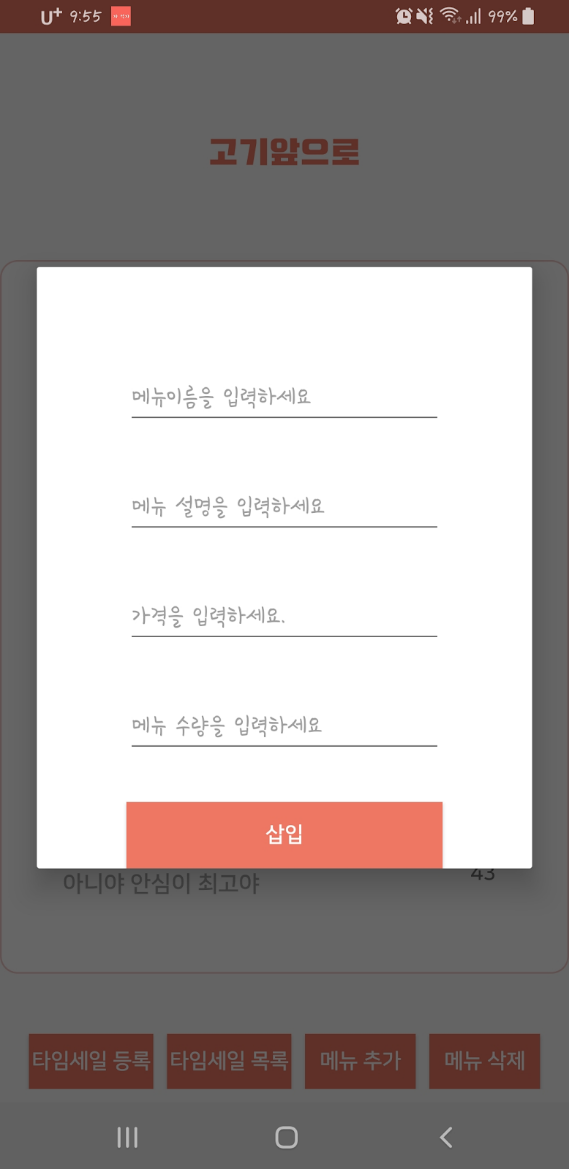 U+ 9:55 99%
고기앞으로
메뉴이름을 입력하세요
메뉴 설명을 입력하세요
가격을 입력하세요.
메뉴 수량을 입력하세요
삽입
아니야 안심이 최고야 43
타임세일 등록 타임세일 목록 메뉴 추가 메뉴 삭제